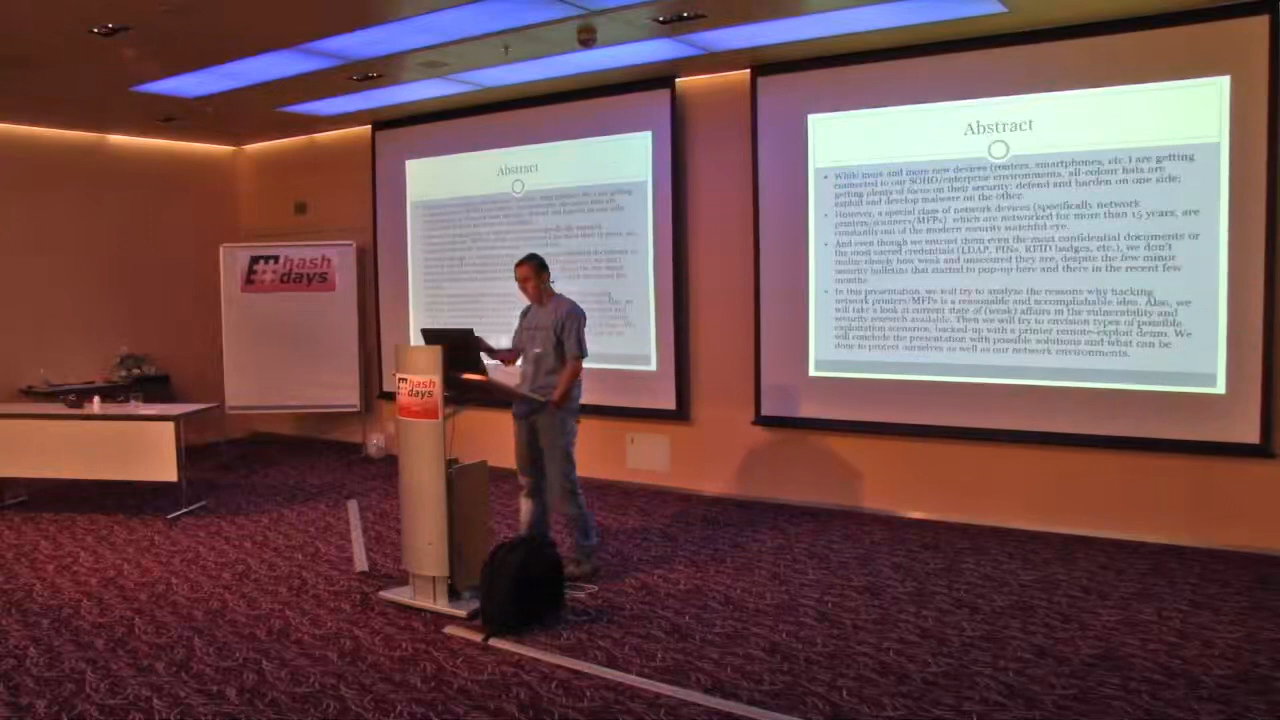 hash
days
hash
days
Abstract
Abstract
While more and more new devices (routers, smartphones, etc.) are getting
connected to our SOHO/enterprise environments, all-colour hats are
getting plenty of focus on their security: defend and harden on one side;
exploit and develop malware on the other.
However, a special class of network devices (specifically network
printers/scanners/MFPs), which are networked for more than 15 years, are
constantly out of the modern security watchful eye.
And even though we entrust them even the most confidential documents or
the most sacred credentials (LDAP, PINs, RFID badges, etc.), we don't
realize closely how weak and unsecured they are, despite the few minor
security bulletins that started to pop-up here and there in the recent few
months.
In this presentation, we will try to analyze the reasons why hacking
network printers/MFPs is a reasonable and accomplishable idea. Also, we
will take a look at current state of (weak) affairs in the vulnerability and
security research available. Then we will try to envision types of possible
exploitation scenarios, backed-up with a printer remote-exploit demo. We
will conclude the presentation with possible solutions and what can be
done to protect ourselves as well as our network environments.